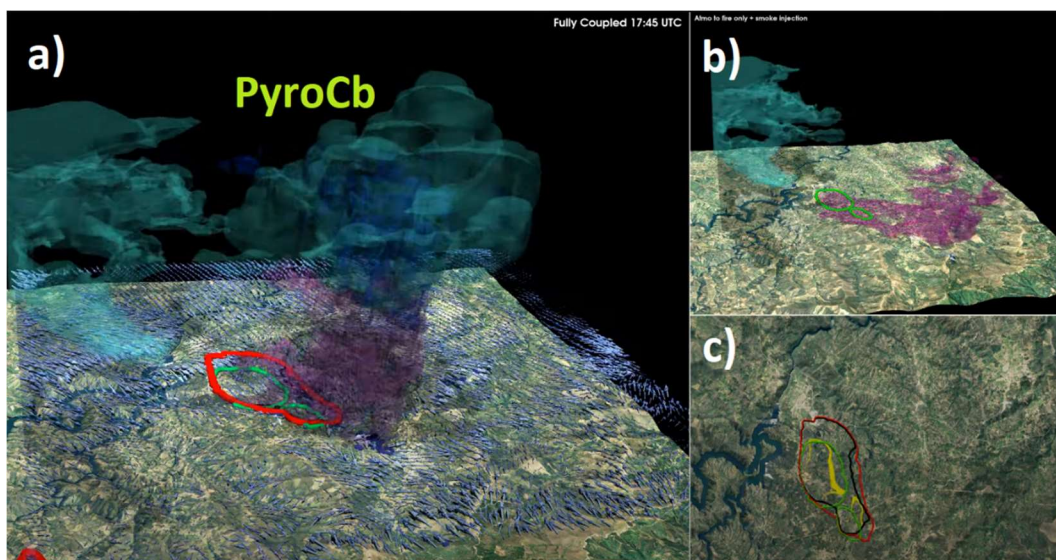 a)
PyroCb
Fully Coupled 17:45 UTC
Atmo to fire only + smoke injection
b)
c)